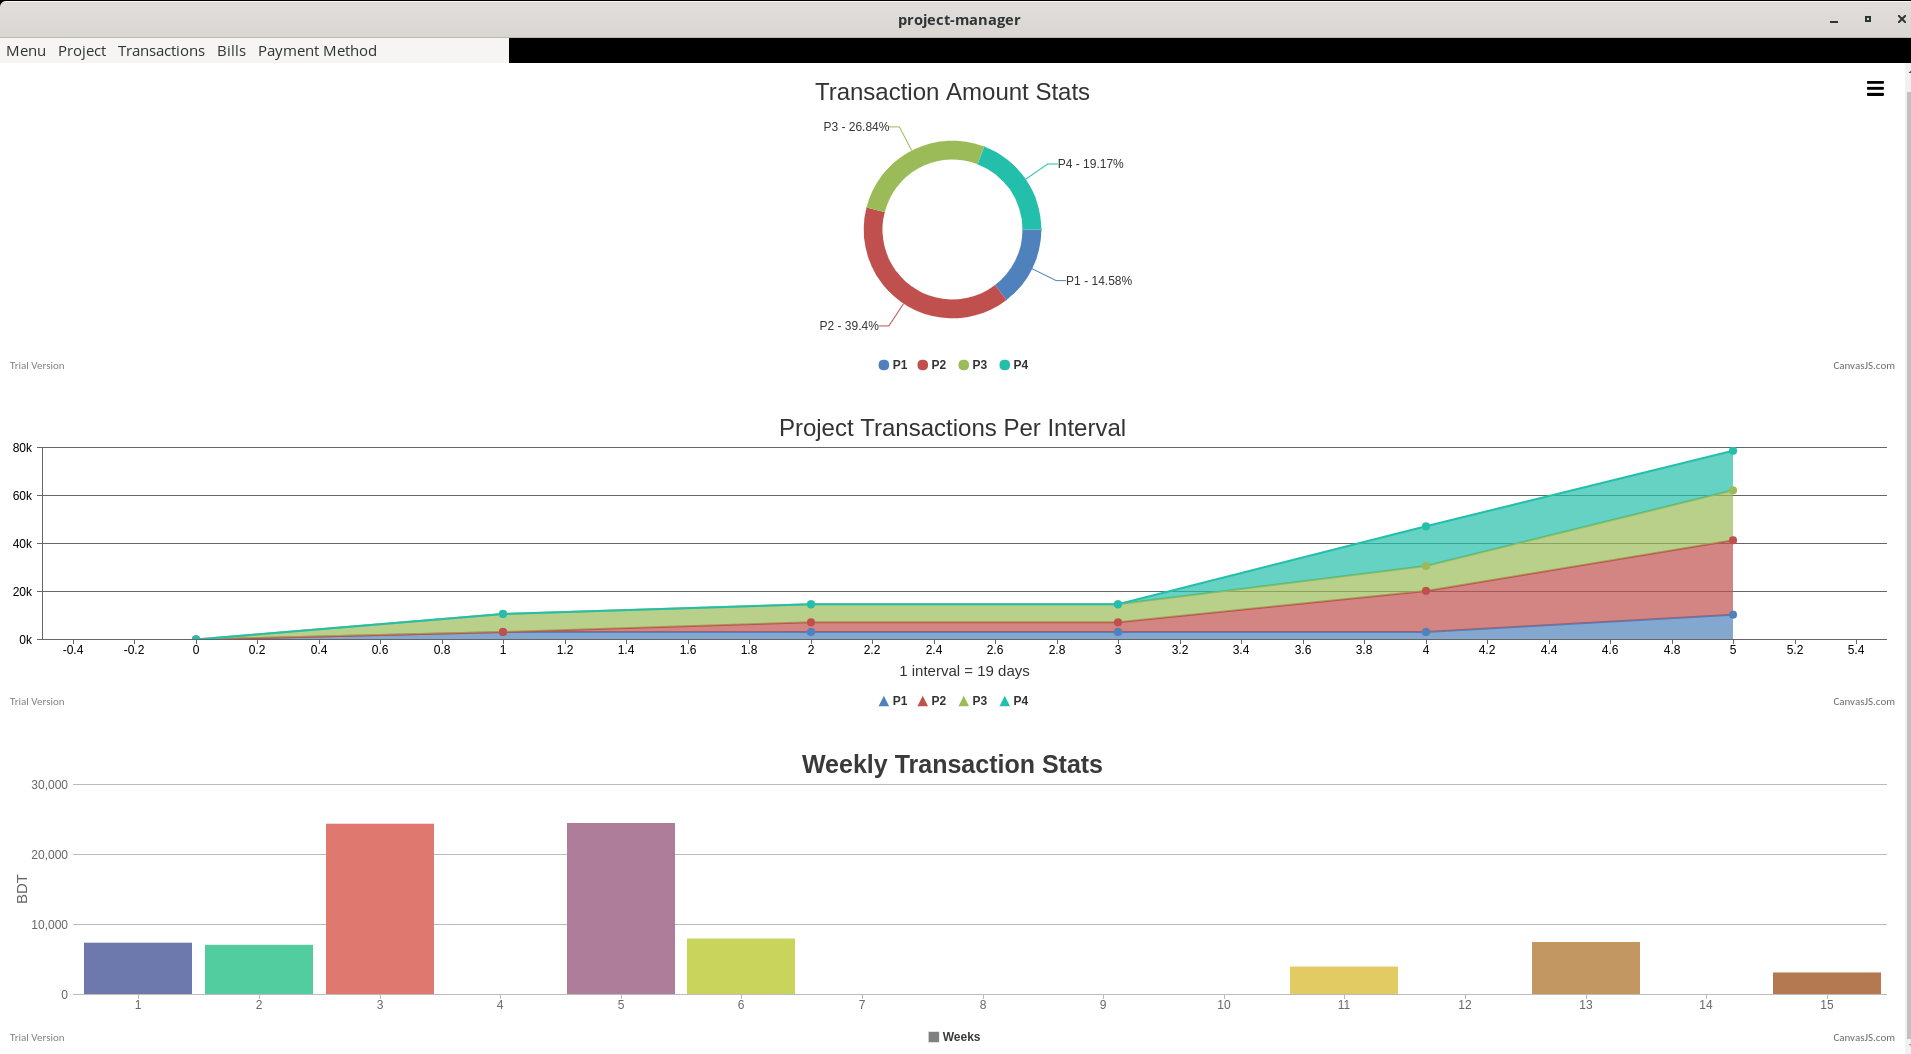 project-manager
Menu Project Transactions Bills Payment Method
Transaction Amount Stats
P3 - 26.84%
P4 - 19.17%
P1 - 14.58%
P2 - 39.4%
P1 P2 P3 P4
Trial Version
CanvasJS.com
Project Transactions Per Interval
80k
60k
40k
20k
0k
-0.4 -0.2 0 0.2 0.4 0.6 0.8 1 1.2 1.4 1.6 1.8 2 2.2 2.4 2.6 2.8 3 3.2 3.4 3.6 3.8 4 4.2 4.4 4.6 4.8 5 5.2 5.4
1 interval = 19 days
P1 P2 P3 P4
Trial Version
CanvasJS.com
Weekly Transaction Stats
30,000
20,000
10,000
0
BDT
1 2 3 4 5 6 7 8 9 10 11 12 13 14 15
Weeks
Trial Version
CanvasJS.com